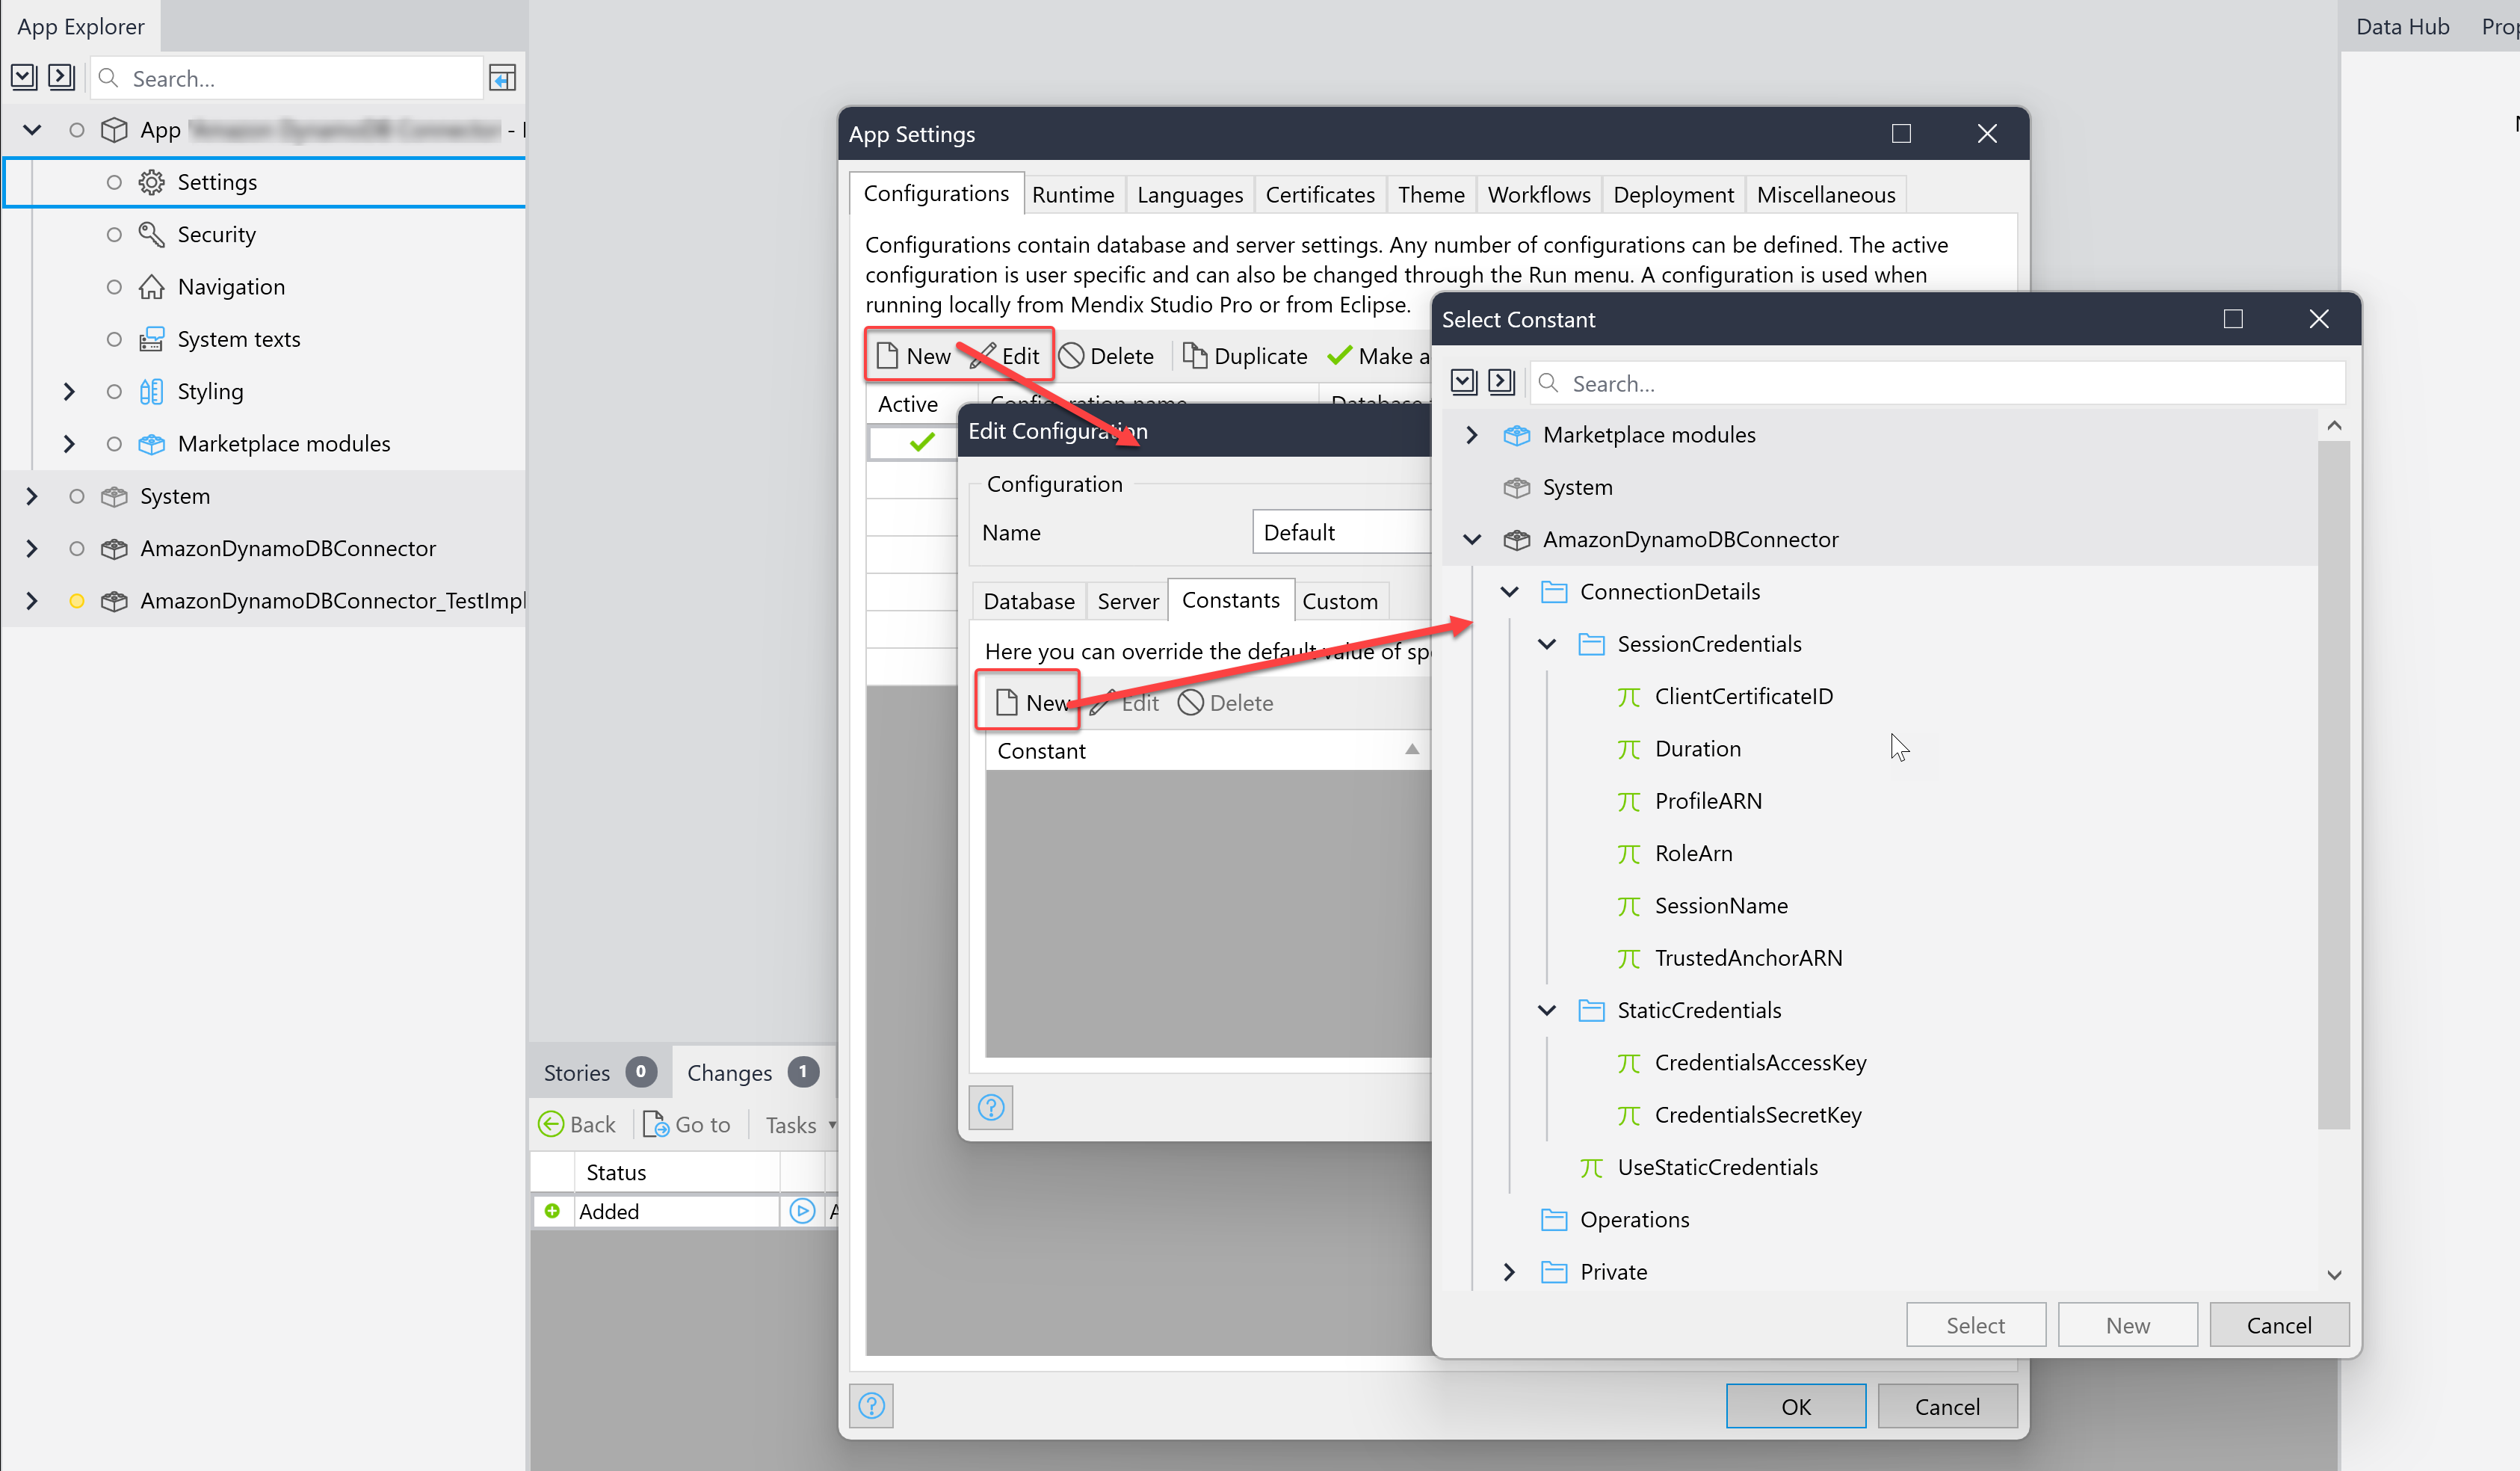 App Explorer
Search...
App
Settings
Security
Navigation
System texts
Styling
Marketplace modules
System
AmazonDynamoDBConnector
AmazonDynamoDBConnector_TestImpl
Stories 0 Changes 1
Back Go to Tasks
Status
Added
App Settings
Configurations Runtime Languages Certificates Theme Workflows Deployment Miscellaneous
Configurations contain database and server settings. Any number of configurations can be defined. The active
configuration is user specific and can also be changed through the Run menu. A configuration is used when
running locally from Mendix Studio Pro or from Eclipse.
New Edit Delete Duplicate Make a
Active Configuration name Database
Edit Configuration
Configuration
Name Default
Database Server Constants Custom
Here you can override the default value of sp
New Edit Delete
Constant
OK Cancel
Select Constant
Search...
Marketplace modules
System
AmazonDynamoDBConnector
ConnectionDetails
SessionCredentials
ClientCertificateID
Duration
ProfileARN
RoleArn
SessionName
TrustedAnchorARN
StaticCredentials
CredentialsAccessKey
CredentialsSecretKey
UseStaticCredentials
Operations
Private
Select New Cancel
Data Hub Prop